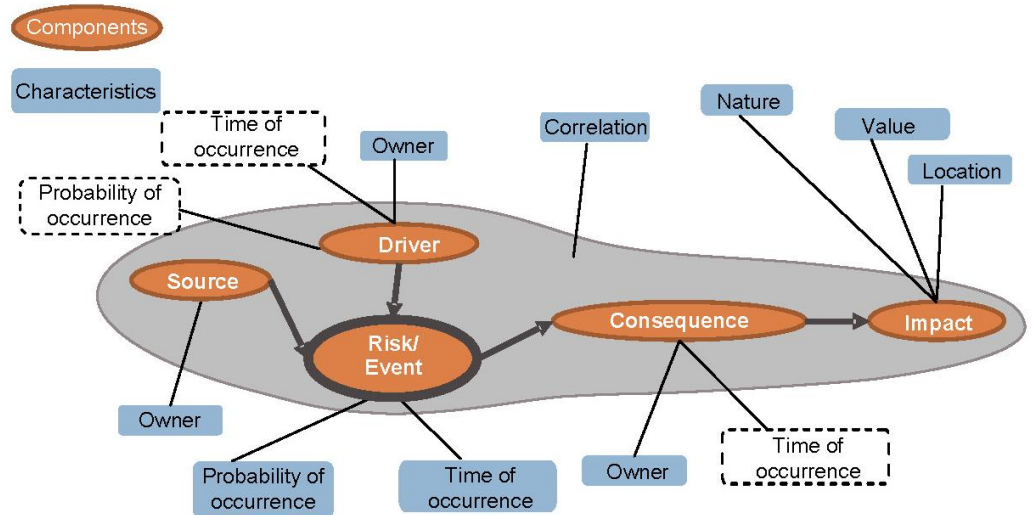 Components
Characteristics
Time of
occurrence
Owner
Correlation
Nature
Value
Location
Probability of
occurrence
Driver
Source
Risk/
Event
Consequence
Impact
Owner
Probability of
occurrence
Time of
occurrence
Owner
Time of
occurrence